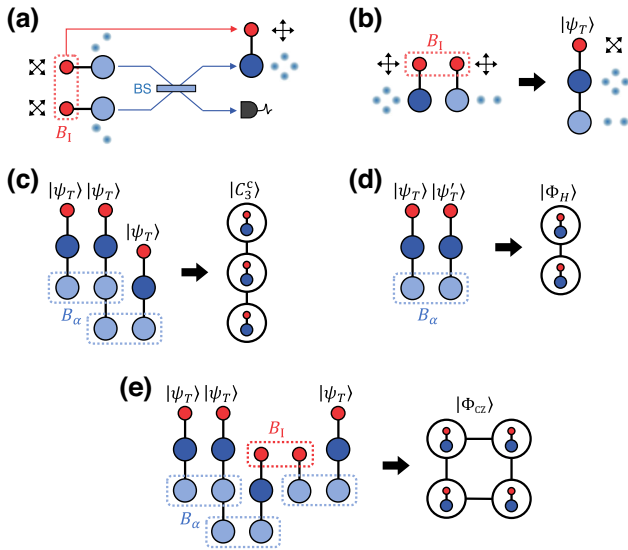 (a)
BS
B_I
(b)
B_I
|ψ_T⟩
(c)
|ψ_T⟩ |ψ_T⟩
|ψ_T⟩
B_α
|C_3^c⟩
(d)
|ψ_T⟩ |ψ'_T⟩
B_α
|Φ_H⟩
(e)
|ψ_T⟩ |ψ_T⟩ |ψ_T⟩
B_I
B_α
|Φ_CZ⟩